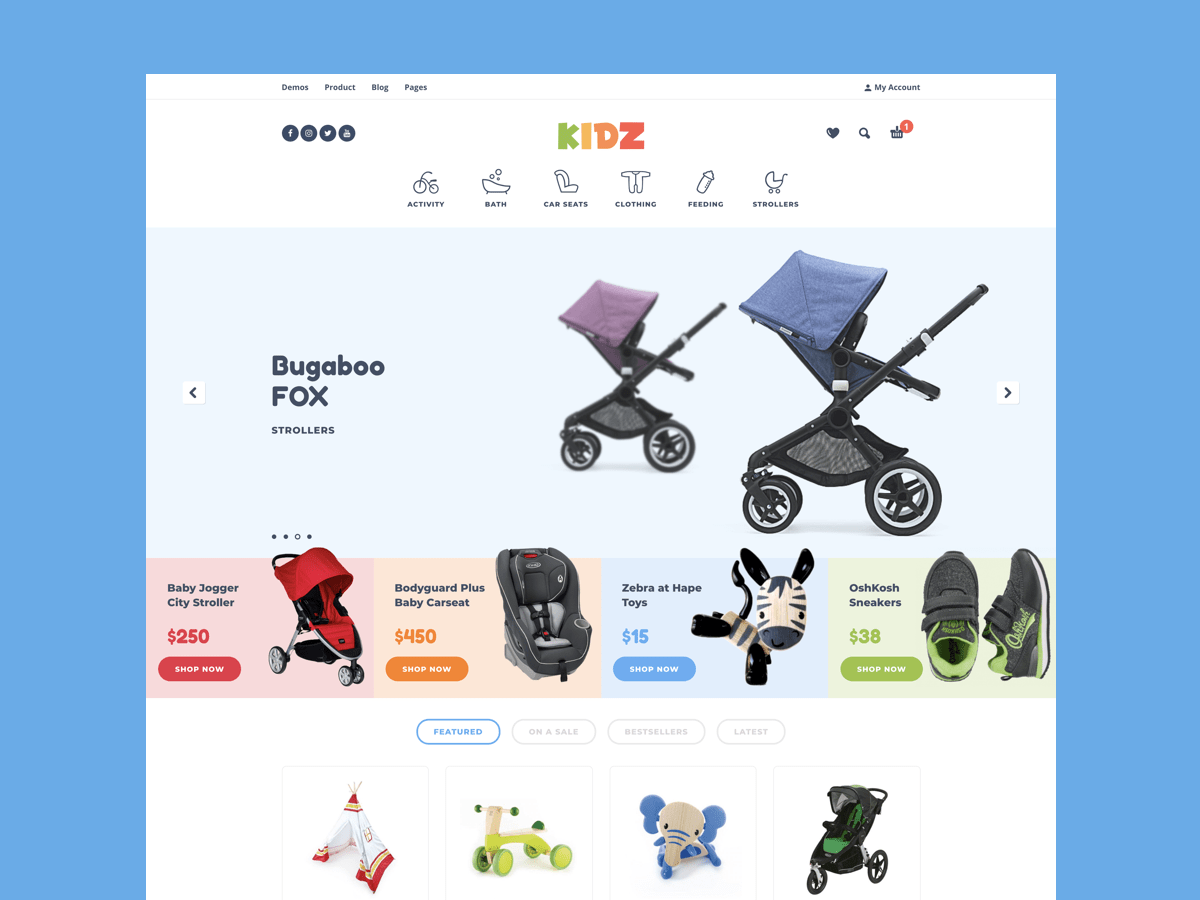 Demos Product Blog Pages My Account
KIDZ
1
ACTIVITY BATH CAR SEATS CLOTHING FEEDING STROLLERS
Bugaboo
FOX
STROLLERS
Baby Jogger
City Stroller
$250
SHOP NOW
Bodyguard Plus
Baby Carseat
$450
SHOP NOW
Zebra at Hape
Toys
$15
SHOP NOW
OshKosh
Sneakers
$38
SHOP NOW
FEATURED ON A SALE BESTSELLERS LATEST